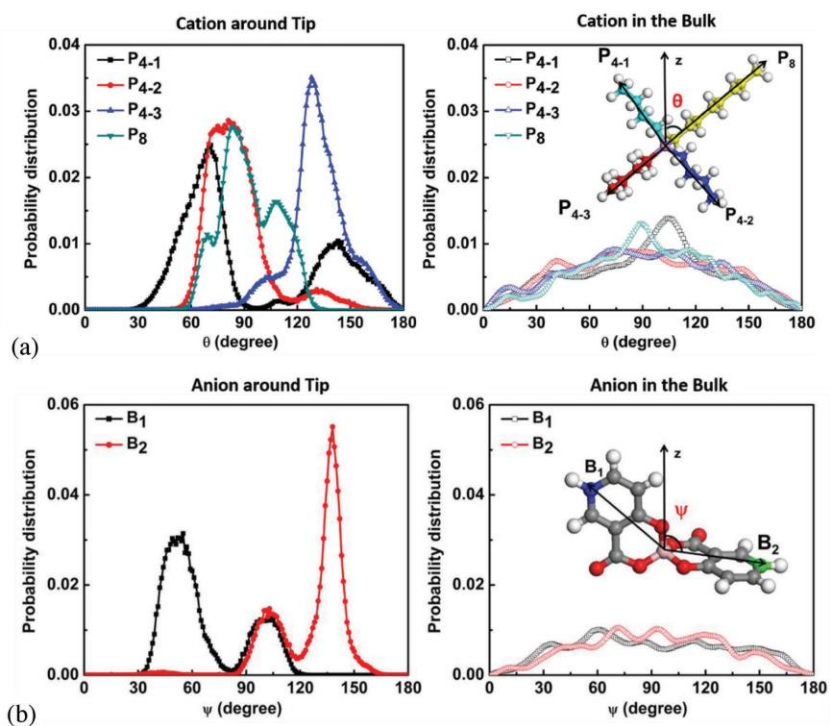 Cation around Tip
0.04
0.03
0.02
0.01
0.00
Probability distribution
P4-1
P4-2
P4-3
P8
0 30 60 90 120 150 180
θ (degree)
(a)
Cation in the Bulk
0.04
0.03
0.02
0.01
0.00
Probability distribution
P4-1
P4-2
P4-3
P8
P4-1
z
P8
θ
P4-3
P4-2
0 30 60 90 120 150 180
θ (degree)
Anion around Tip
0.06
0.04
0.02
0.00
Probability distribution
B1
B2
0 30 60 90 120 150 180
ψ (degree)
(b)
Anion in the Bulk
0.06
0.04
0.02
0.00
Probability distribution
B1
B2
B1
z
ψ
B2
0 30 60 90 120 150 180
ψ (degree)